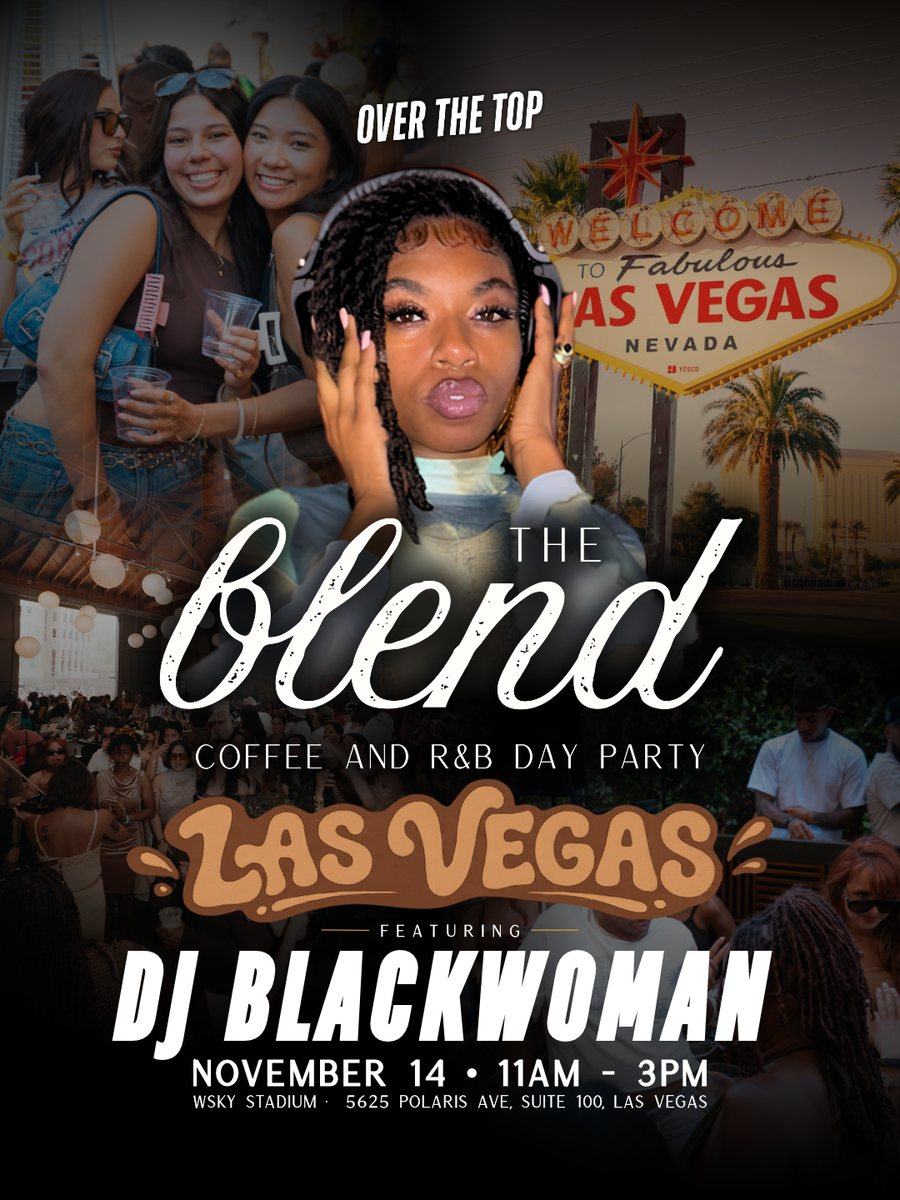 OVER THE TOP
WELCOME
TO Fabulous
AS VEGAS
NEVADA
YESCO
THE
blend
COFFEE AND R&B DAY PARTY
LAS VEGAS
FEATURING
DJ BLACKWOMAN
NOVEMBER 14 • 11AM - 3PM
WSKY STADIUM · 5625 POLARIS AVE, SUITE 100, LAS VEGAS